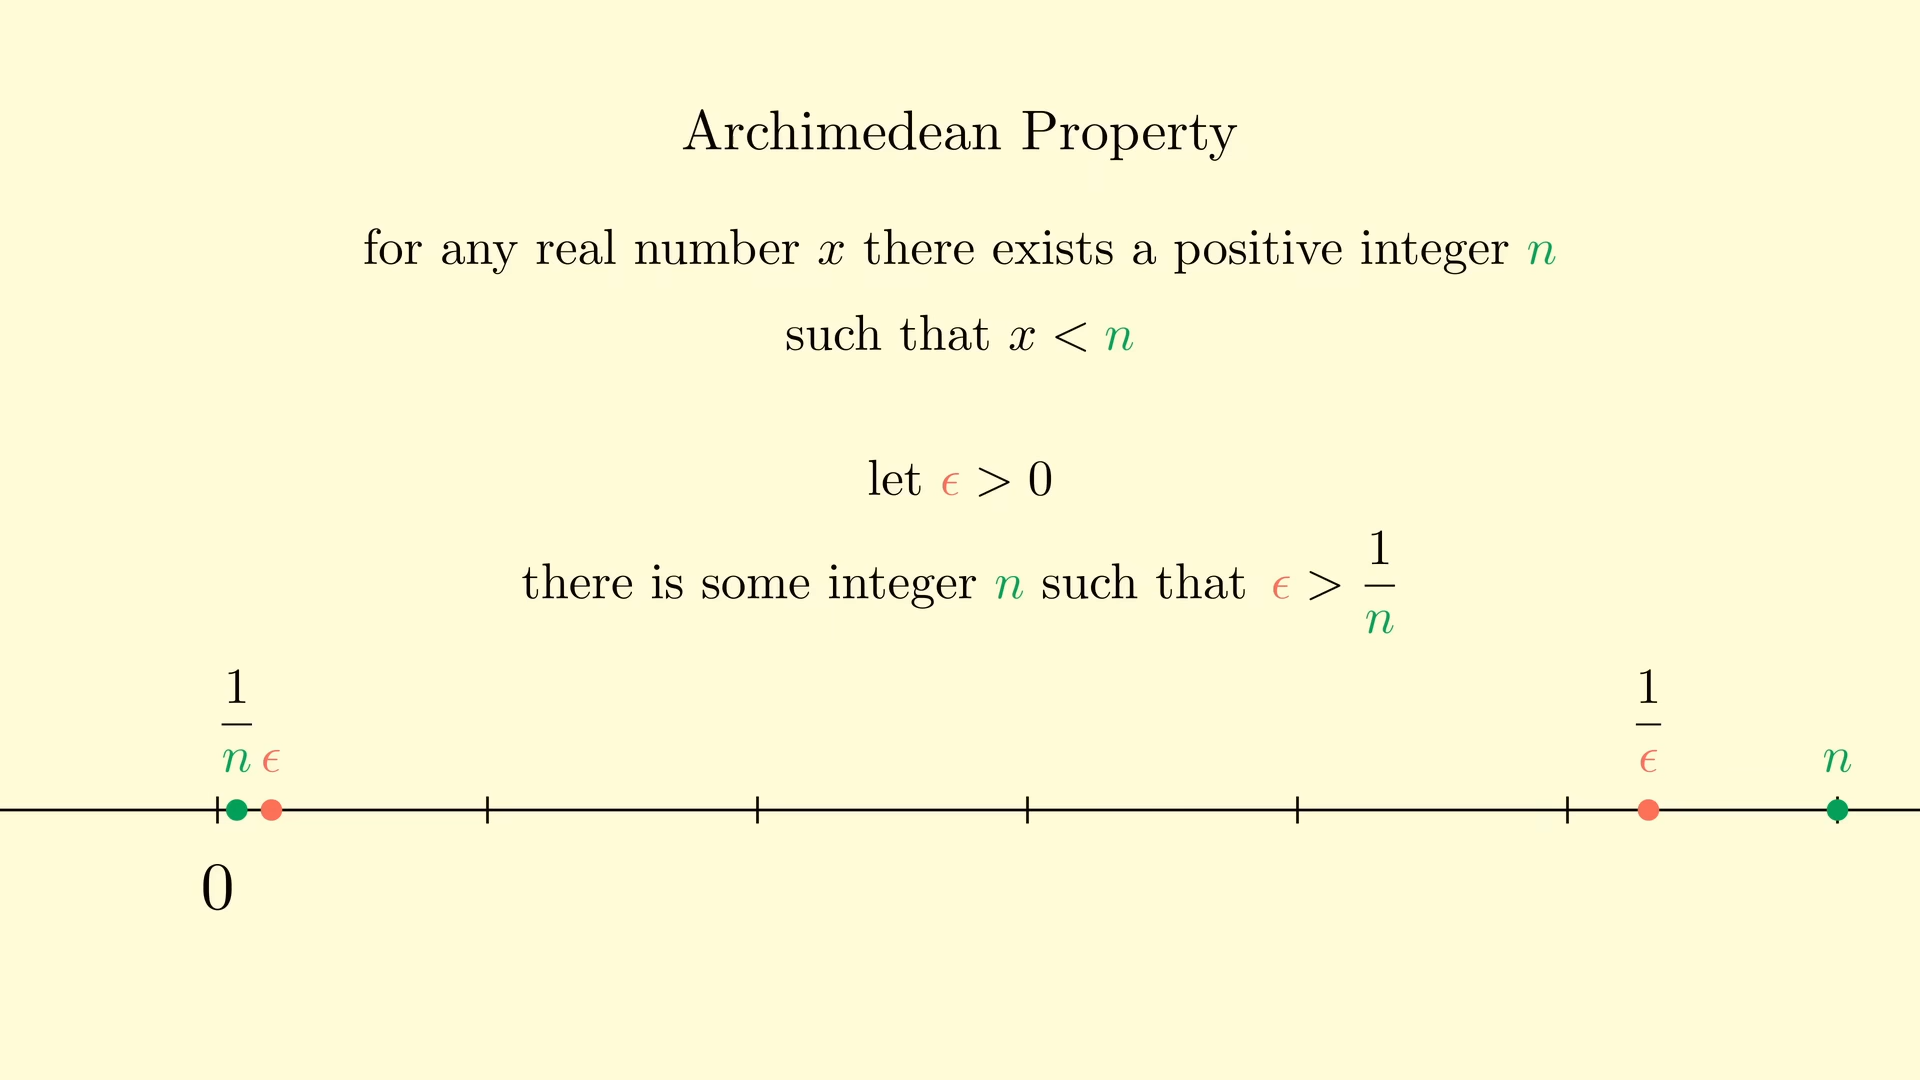 Archimedean Property
for any real number x there exists a positive integer n
such that x < n
let ϵ > 0
there is some integer n such that ϵ > 1/n
1/n ϵ 1/ϵ n
0